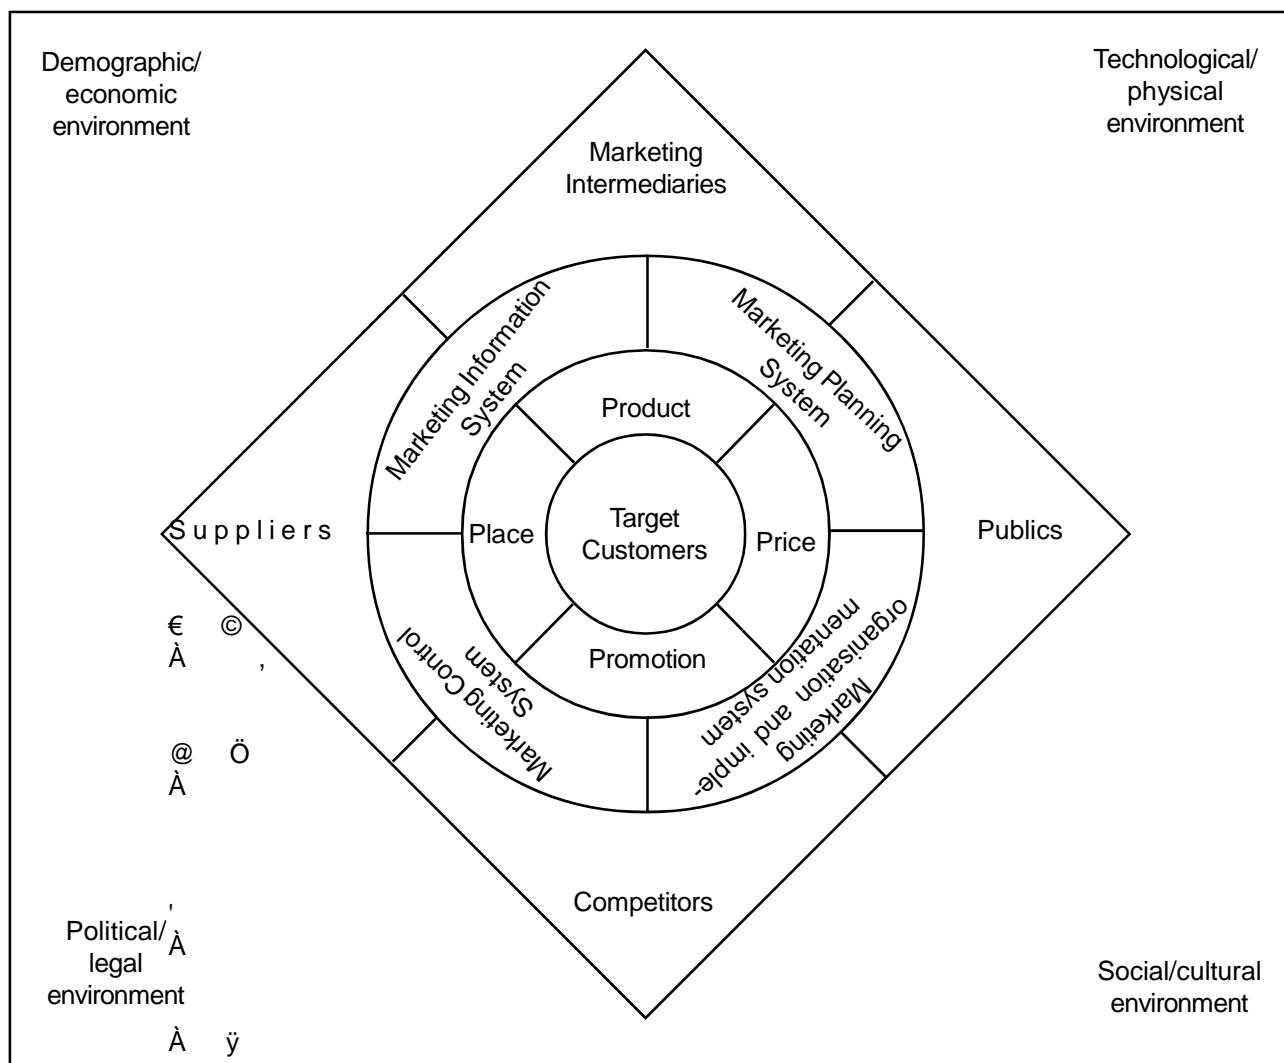 Demographic/
economic
environment
Technological/
physical
environment
Marketing
Intermediaries
Marketing Information
System
Marketing Planning
System
Product
Suppliers
Place
Target
Customers
Price
Publics
€ ©
À ,
Marketing Control
System
Promotion
Marketing
organisation and imple-
mentation system
@ Ö
À
Competitors
'
À
Political/
legal
environment
Social/cultural
environment
À ÿ